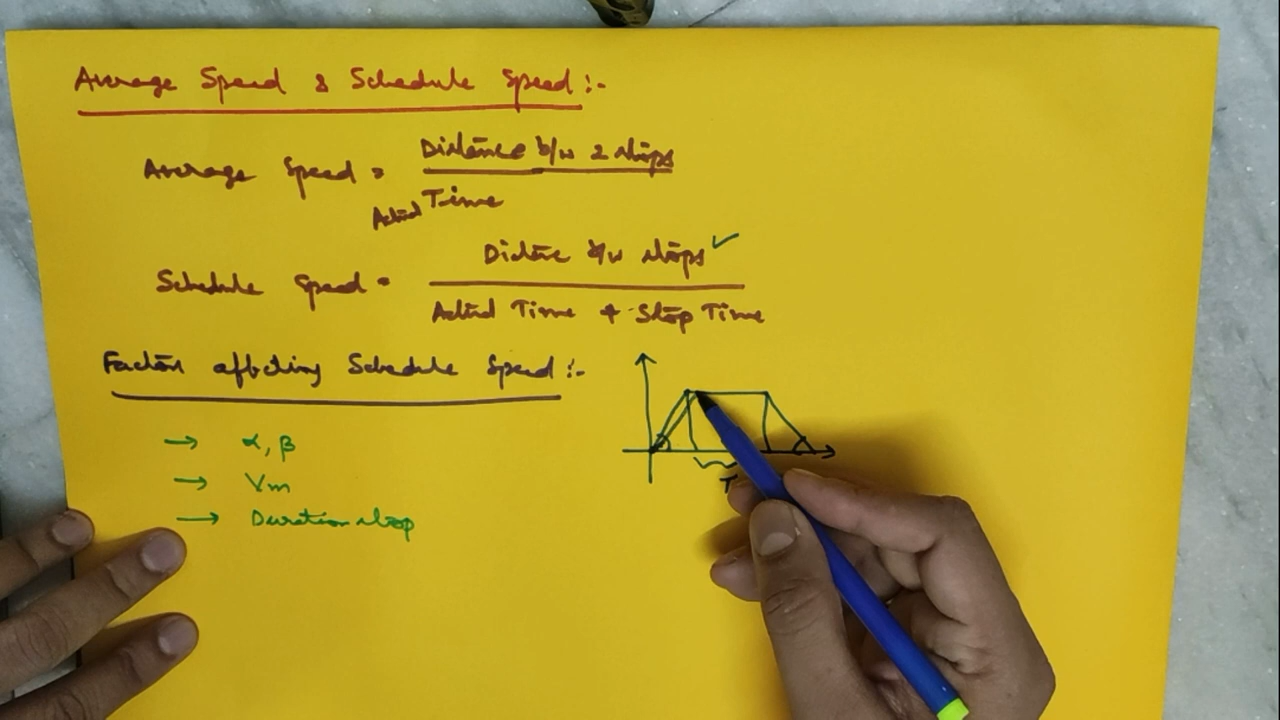 Average Speed & Schedule Speed :-
Average Speed = Distance b/w 2 stops
Actual Time
Schedule Speed = Distance b/w stops ✓
Actual Time + Stop Time
Factors affecting Schedule Speed :-
→ α, β
→ Vm
→ Duration stop
T